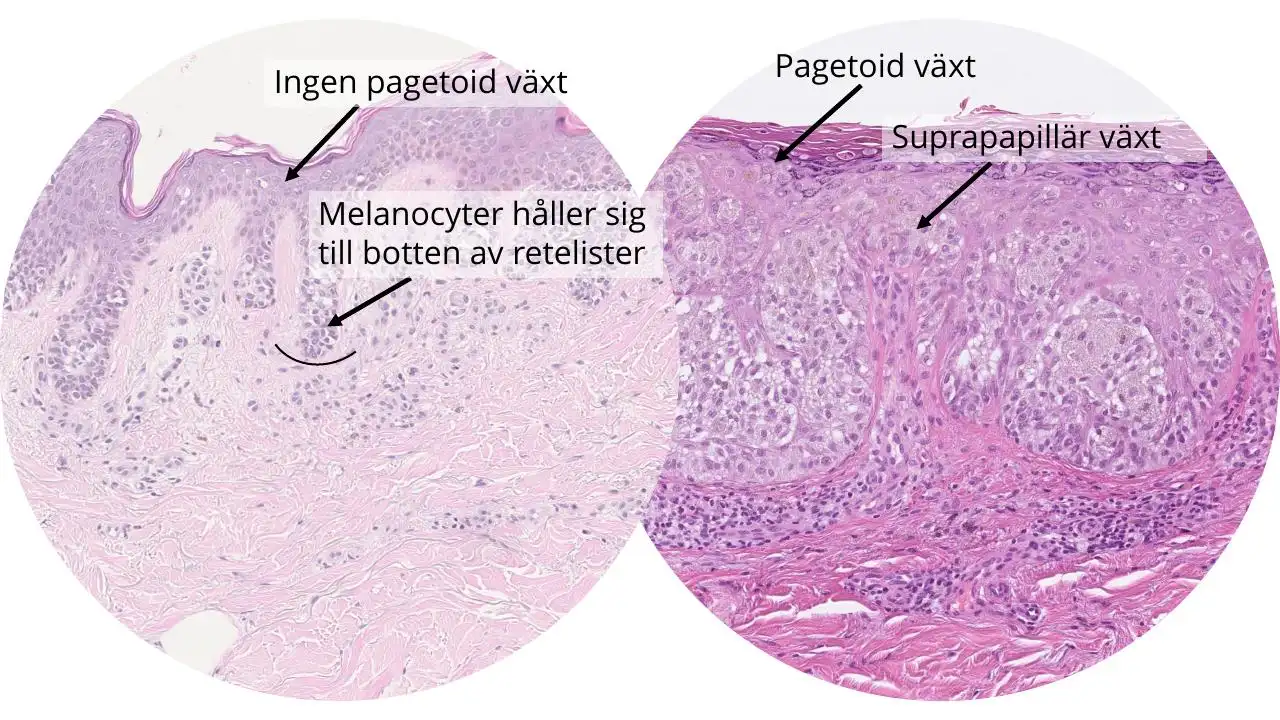 Ingen pagetoid växt
Melanocyter håller sig
till botten av retelister
Pagetoid växt
Suprapapillär växt